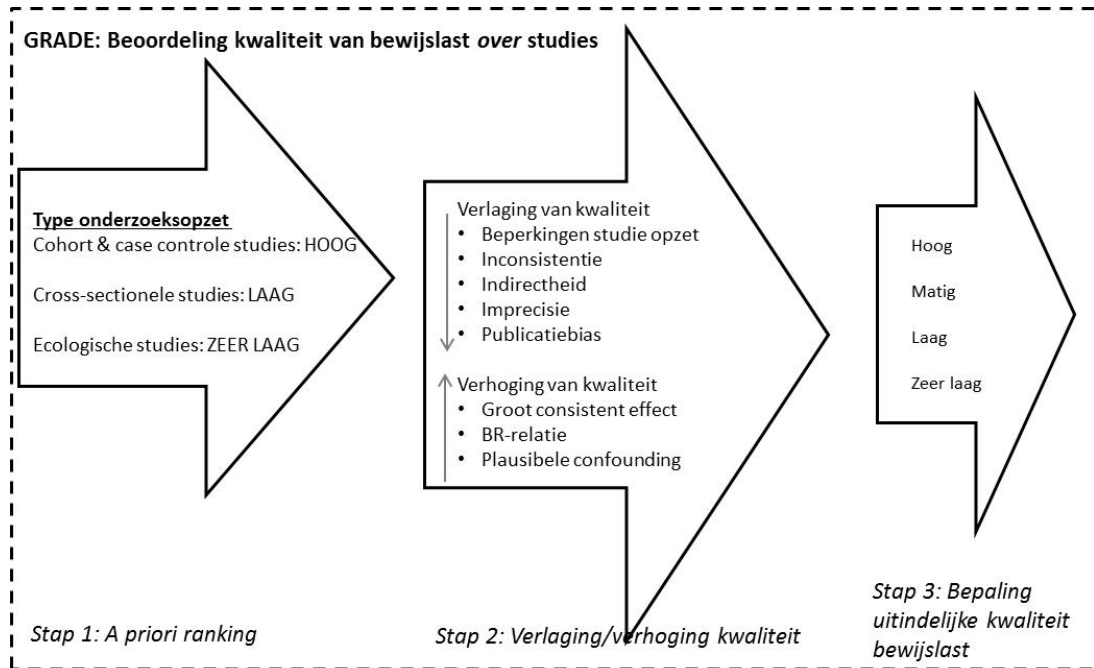 GRADE: Beoordeling kwaliteit van bewijslast over studies
Type onderzoeksopzet
Cohort & case controle studies: HOOG
Cross-sectionele studies: LAAG
Ecologische studies: ZEER LAAG
Stap 1: A priori ranking
Verlaging van kwaliteit
• Beperkingen studie opzet
• Inconsistentie
• Indirectheid
• Imprecisie
• Publicatiebias
Verhoging van kwaliteit
• Groot consistent effect
• BR-relatie
• Plausibele confounding
Stap 2: Verlaging/verhoging kwaliteit
Hoog
Matig
Laag
Zeer laag
Stap 3: Bepaling
uitindelijke kwaliteit
bewijslast